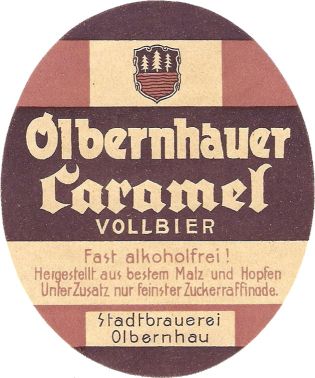 Olbernhauer
Caramel
VOLLBIER
Fast alkoholfrei!
Hergestellt aus bestem Malz und Hopfen
Unter Zusatz nur feinster Zuckerraffinade.
Stadtbrauerei
Olbernhau